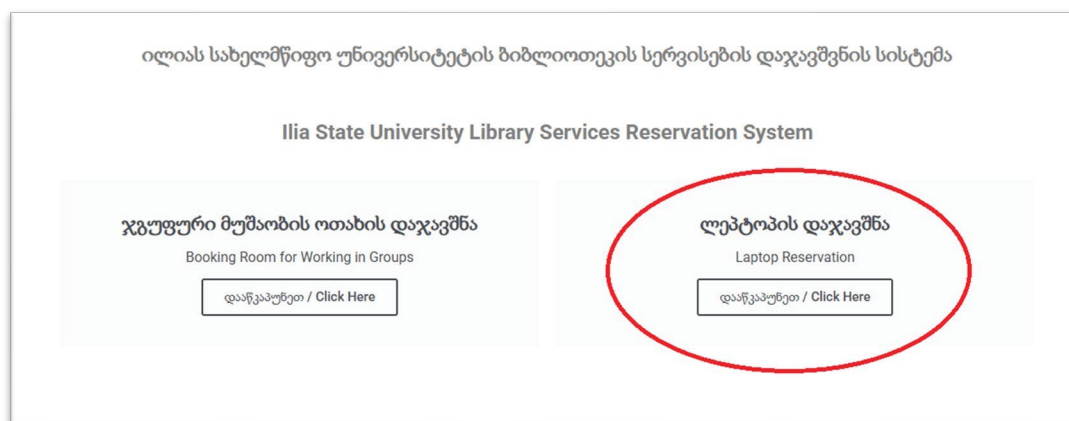 ილიას სახელმწიფო უნივერსიტეტის ბიბლიოთეკის სერვისების დაჯავშვნის სისტემა
Ilia State University Library Services Reservation System
ჯგუფური მუშაობის ოთახის დაჯავშნა
Booking Room for Working in Groups
დააწკაპუნეთ / Click Here
ლეპტოპის დაჯავშნა
Laptop Reservation
დააწკაპუნეთ / Click Here